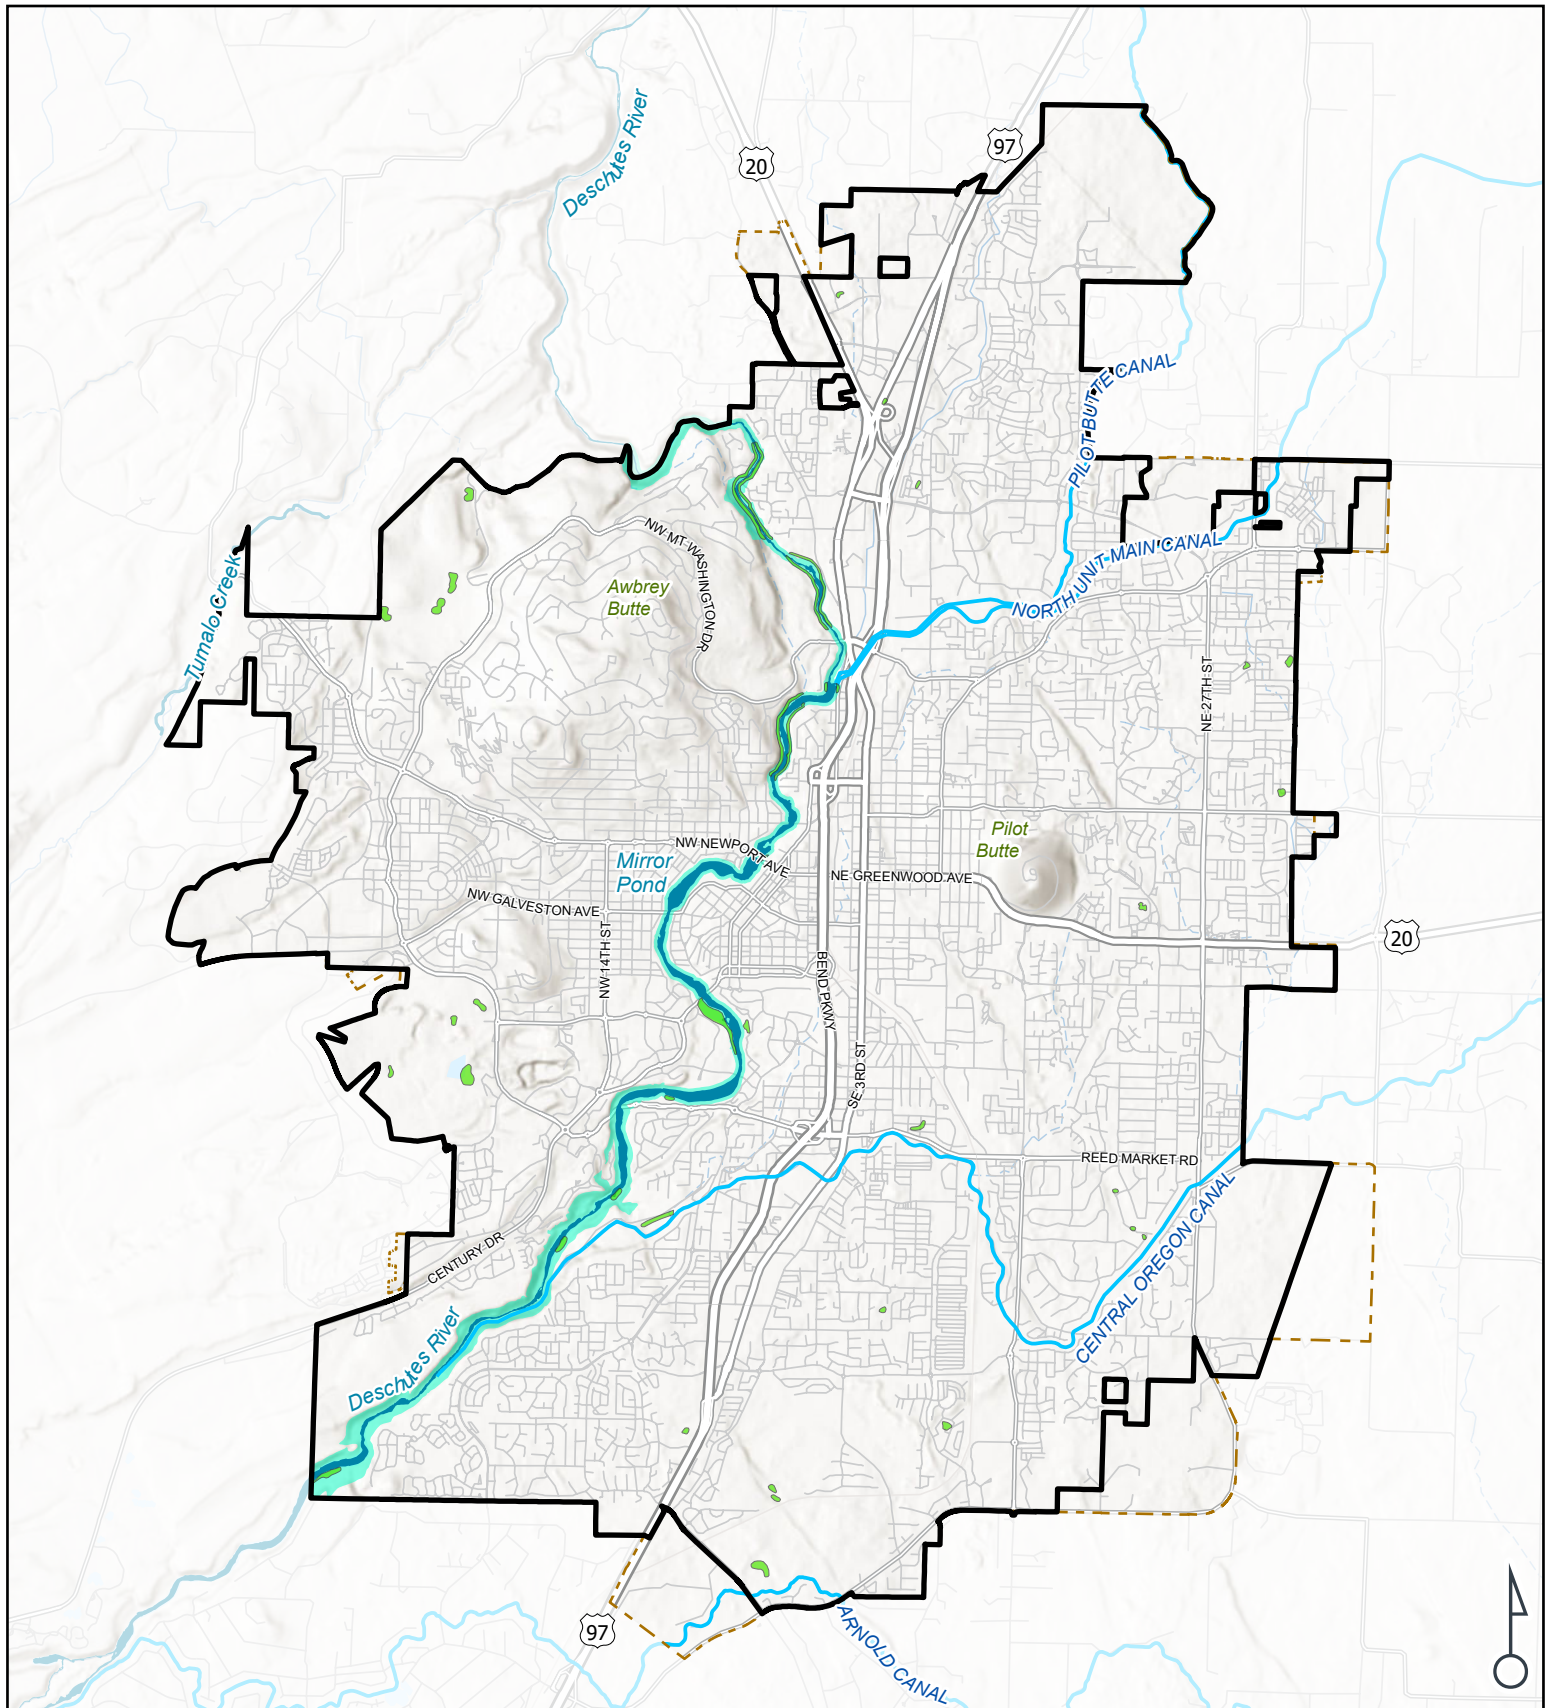 Deschutes River
20
97
PILOT BUTTE CANAL
NORTH UNIT MAIN CANAL
NW MT WASHINGTON DR
Awbrey
Butte
Tumalo Creek
NE 27TH ST
Pilot
Butte
NW NEWPORT AVE
Mirror
Pond
NE GREENWOOD AVE
NW GALVESTON AVE
NW 14TH ST
20
BEND PKWY
SE 3RD ST
REED MARKET RD
CENTRAL OREGON CANAL
CENTURY DR
Deschutes River
97
ARNOLD CANAL